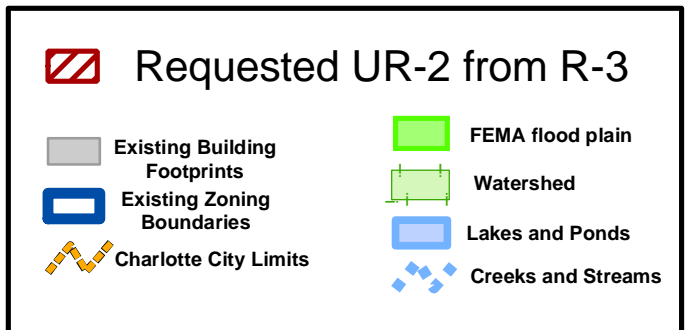 Requested UR-2 from R-3
Existing Building
Footprints
Existing Zoning
Boundaries
Charlotte City Limits
FEMA flood plain
Watershed
Lakes and Ponds
Creeks and Streams